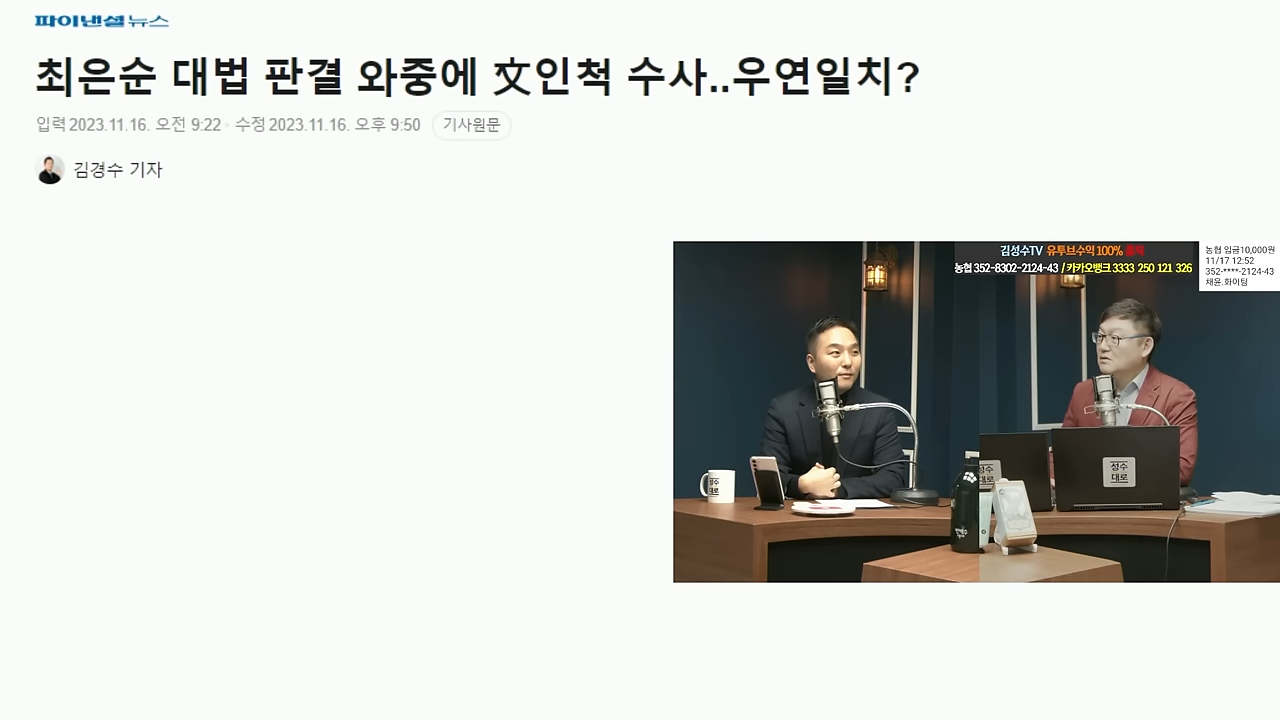 파이낸셜뉴스
최은순 대법 판결 와중에 文인척 수사..우연일치?
입력 2023.11.16. 오전 9:22 · 수정 2023.11.16. 오후 9:50 기사원문
김경수 기자
김성수TV 유투브수익 100%
농협 352-8302-2124-43 / 카카오뱅크 3333 250 121 326
농협 입금10,000원
11/17 12:52
352-****-2124-43
채윤.화이팅
성수
대로
성수
대로
성수
대로